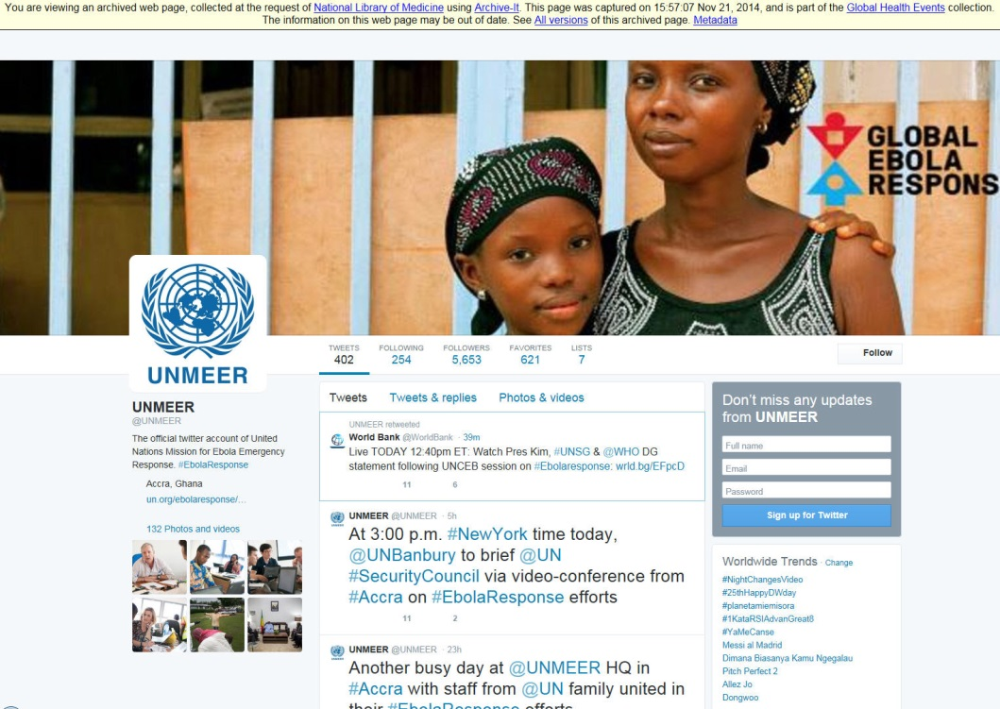 You are viewing an archived web page, collected at the request of National Library of Medicine using Archive-It. This page was captured on 15:57:07 Nov 21, 2014, and is part of the Global Health Events collection.
The information on this web page may be out of date. See All versions of this archived page. Metadata
GLOBAL
EBOLA
RESPONS
UNMEER
TWEETS
402
FOLLOWING
254
FOLLOWERS
5,653
FAVORITES
621
LISTS
7
Follow
UNMEER
@UNMEER
The official twitter account of United
Nations Mission for Ebola Emergency
Response. #EbolaResponse
Accra, Ghana
un.org/ebolaresponse/...
132 Photos and videos
Tweets Tweets & replies Photos & videos
UNMEER retweeted
World Bank @WorldBank · 39m
Live TODAY 12:40pm ET: Watch Pres Kim, #UNSG & @WHO DG
statement following UNCEB session on #Ebolaresponse: wrld.bg/EFpcD
11 6
UNMEER @UNMEER · 5h
At 3:00 p.m. #NewYork time today,
@UNBanbury to brief @UN
#SecurityCouncil via video-conference from
#Accra on #EbolaResponse efforts
11 2
UNMEER @UNMEER · 23h
Another busy day at @UNMEER HQ in
#Accra with staff from @UN family united in
their #EbolaResponse efforts
Don't miss any updates
from UNMEER
Full name
Email
Password
Sign up for Twitter
Worldwide Trends · Change
#NightChangesVideo
#25thHappyDWday
#planetamiemisora
#1KataRSIAdvanGreat8
#YaMeCanse
Messi al Madrid
Dimana Biasanya Kamu Ngegalau
Pitch Perfect 2
Allez Jo
Dongwoo